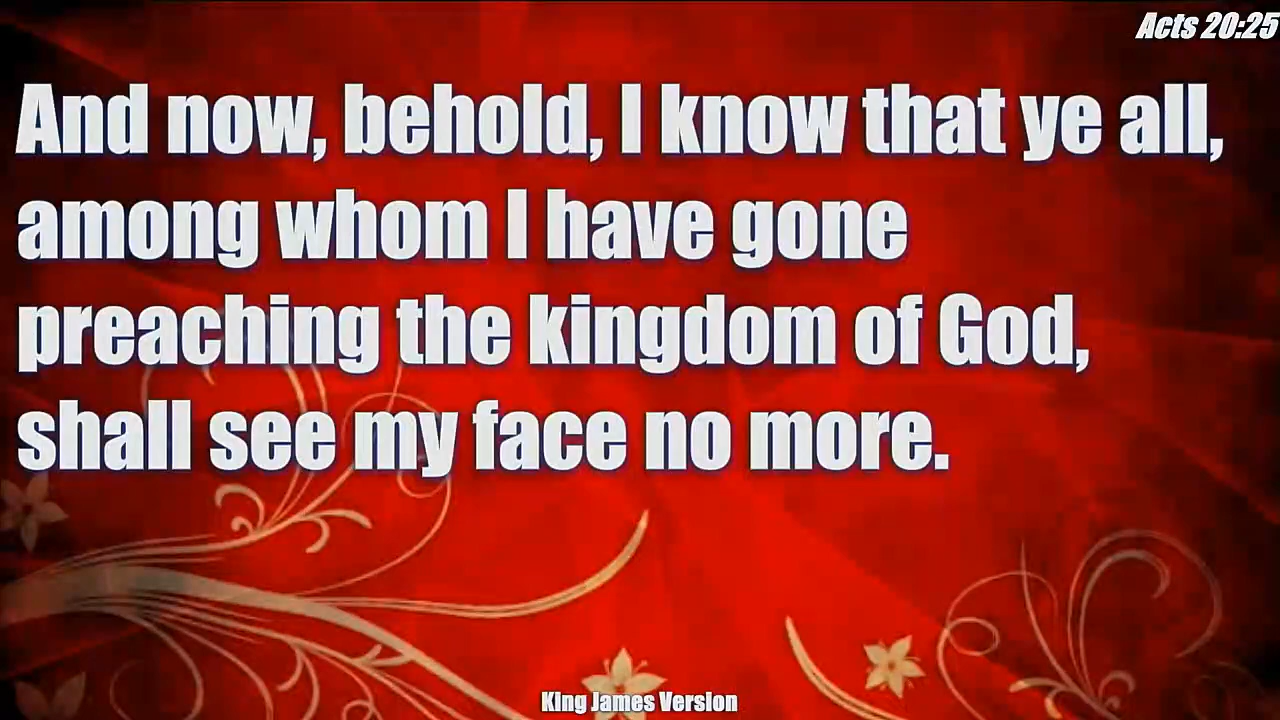 Acts 20:25
And now, behold, I know that ye all,
among whom I have gone
preaching the kingdom of God,
shall see my face no more.
King James Version